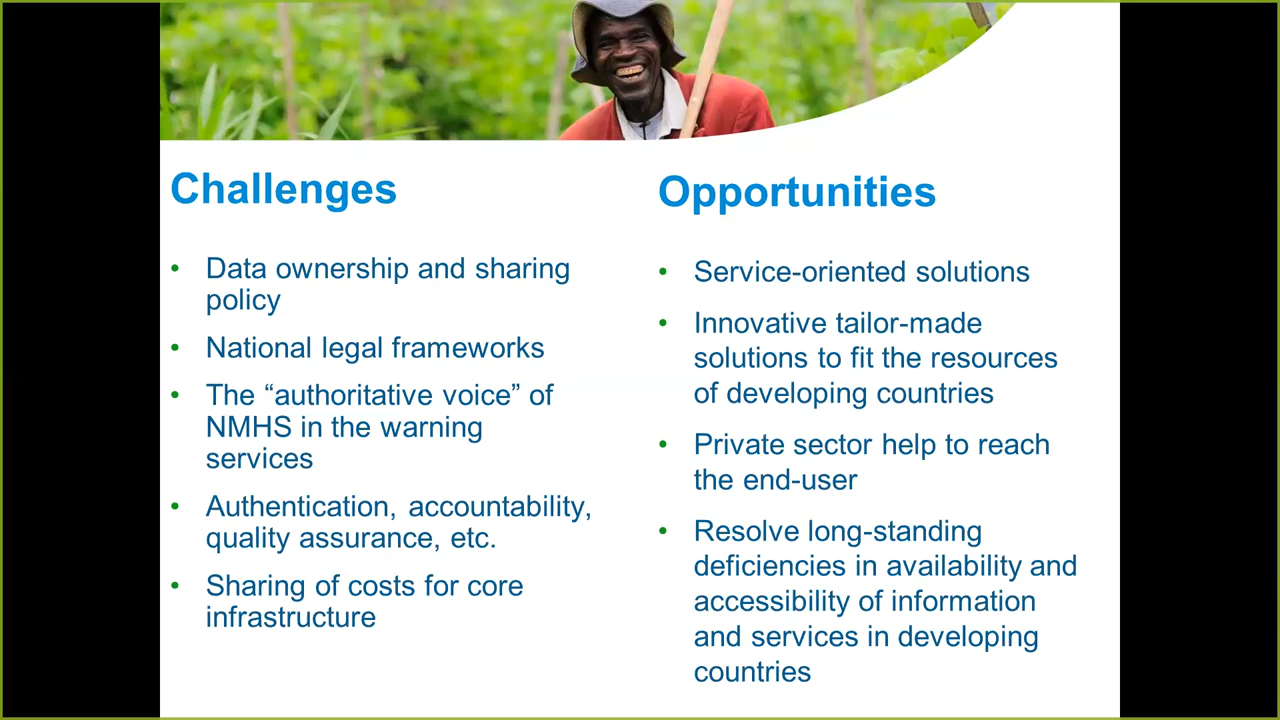 Challenges
• Data ownership and sharing
policy
• National legal frameworks
• The “authoritative voice” of
NMHS in the warning
services
• Authentication, accountability,
quality assurance, etc.
• Sharing of costs for core
infrastructure
Opportunities
• Service-oriented solutions
• Innovative tailor-made
solutions to fit the resources
of developing countries
• Private sector help to reach
the end-user
• Resolve long-standing
deficiencies in availability and
accessibility of information
and services in developing
countries